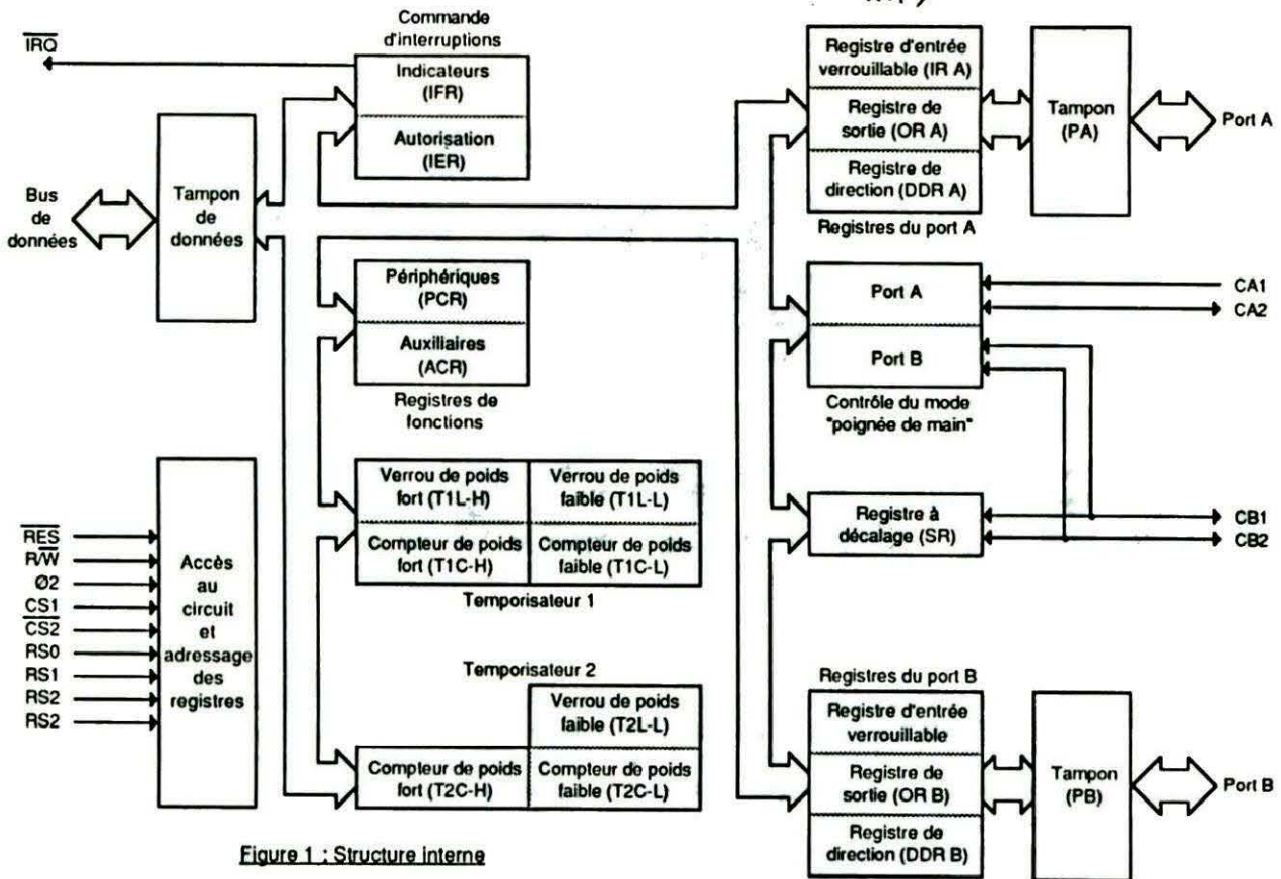 Commande
d'interruptions
IRQ
Indicateurs
(IFR)
Autorisation
(IER)
Bus
de
données
Tampon
de
données
Périphériques
(PCR)
Auxiliaires
(ACR)
Registres de
fonctions
RES
R/W
Ø2
CS1
CS2
RS0
RS1
RS2
RS2
Accès
au
circuit
et
adressage
des
registres
Verrou de poids
fort (T1L-H)
Verrou de poids
faible (T1L-L)
Compteur de poids
fort (T1C-H)
Compteur de poids
faible (T1C-L)
Temporisateur 1
Temporisateur 2
Verrou de poids
faible (T2L-L)
Compteur de poids
fort (T2C-H)
Compteur de poids
faible (T2C-L)
Registre d'entrée
verrouillable (IR A)
Registre de
sortie (OR A)
Registre de
direction (DDR A)
Registres du port A
Tampon
(PA)
Port A
Port A
Port B
CA1
CA2
Contrôle du mode
"poignée de main"
Registre à
décalage (SR)
CB1
CB2
Registres du port B
Registre d'entrée
verrouillable
Registre de
sortie (OR B)
Registre de
direction (DDR B)
Tampon
(PB)
Port B
Figure 1 : Structure interne